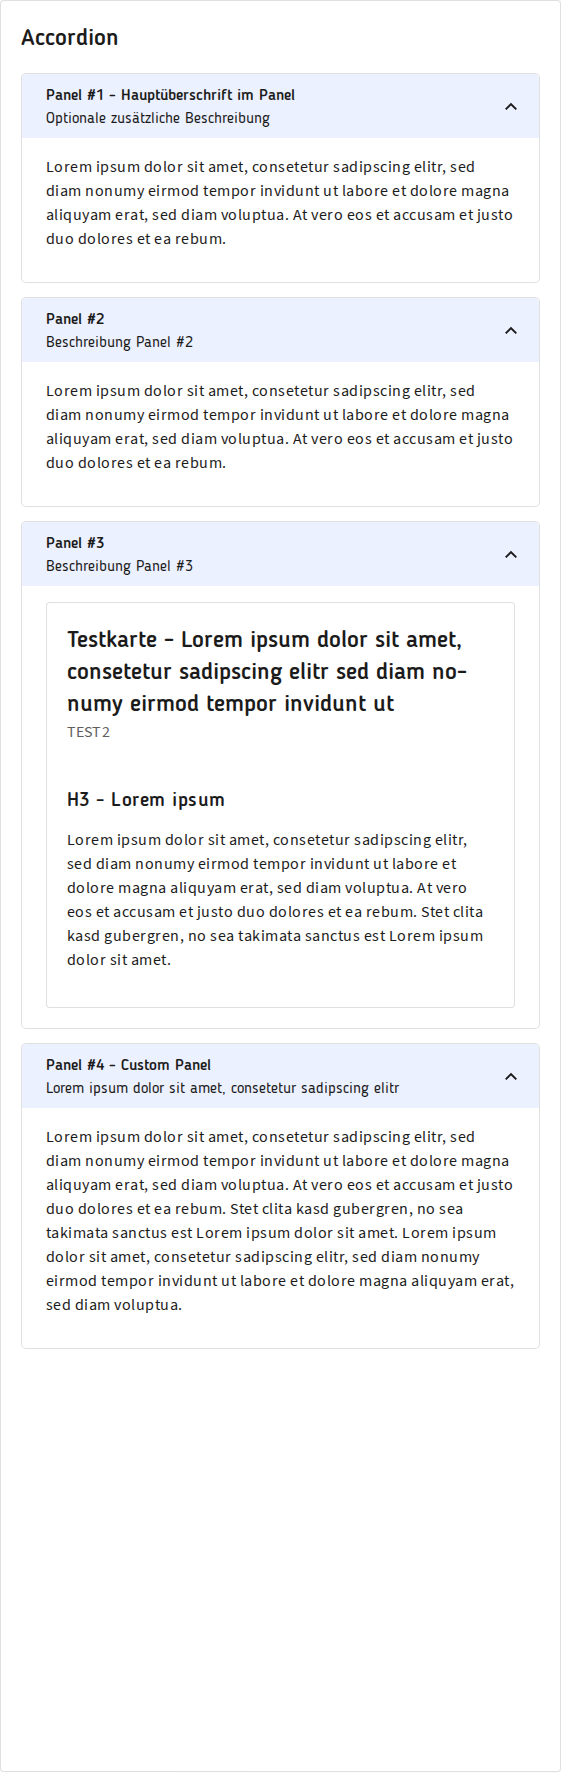 Accordion
Panel #1 - Hauptüberschrift im Panel
Optionale zusätzliche Beschreibung
Lorem ipsum dolor sit amet, consetetur sadipscing elitr, sed
diam nonumy eirmod tempor invidunt ut labore et dolore magna
aliquyam erat, sed diam voluptua. At vero eos et accusam et justo
duo dolores et ea rebum.
Panel #2
Beschreibung Panel #2
Lorem ipsum dolor sit amet, consetetur sadipscing elitr, sed
diam nonumy eirmod tempor invidunt ut labore et dolore magna
aliquyam erat, sed diam voluptua. At vero eos et accusam et justo
duo dolores et ea rebum.
Panel #3
Beschreibung Panel #3
Testkarte - Lorem ipsum dolor sit amet,
consetetur sadipscing elitr sed diam no-
numy eirmod tempor invidunt ut
TEST2
H3 - Lorem ipsum
Lorem ipsum dolor sit amet, consetetur sadipscing elitr,
sed diam nonumy eirmod tempor invidunt ut labore et
dolore magna aliquyam erat, sed diam voluptua. At vero
eos et accusam et justo duo dolores et ea rebum. Stet clita
kasd gubergren, no sea takimata sanctus est Lorem ipsum
dolor sit amet.
Panel #4 - Custom Panel
Lorem ipsum dolor sit amet, consetetur sadipscing elitr
Lorem ipsum dolor sit amet, consetetur sadipscing elitr, sed
diam nonumy eirmod tempor invidunt ut labore et dolore magna
aliquyam erat, sed diam voluptua. At vero eos et accusam et justo
duo dolores et ea rebum. Stet clita kasd gubergren, no sea
takimata sanctus est Lorem ipsum dolor sit amet. Lorem ipsum
dolor sit amet, consetetur sadipscing elitr, sed diam nonumy
eirmod tempor invidunt ut labore et dolore magna aliquyam erat,
sed diam voluptua.